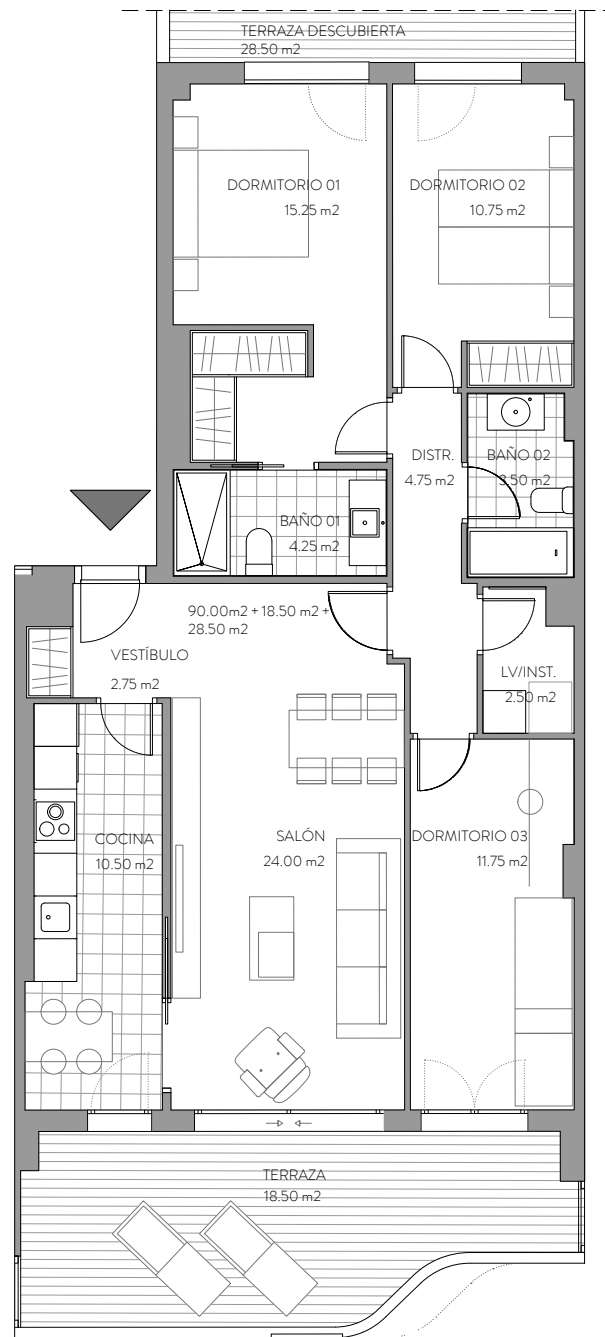 TERRAZA DESCUBIERTA
28.50 m2
DORMITORIO 01
15.25 m2
DORMITORIO 02
10.75 m2
DISTR.
4.75 m2
BAÑO 02
3.50 m2
BAÑO 01
4.25 m2
90.00m2 + 18.50 m2 +
28.50 m2
VESTÍBULO
2.75 m2
LV/INST.
2.50 m2
COCINA
10.50 m2
SALÓN
24.00 m2
DORMITORIO 03
11.75 m2
TERRAZA
18.50 m2